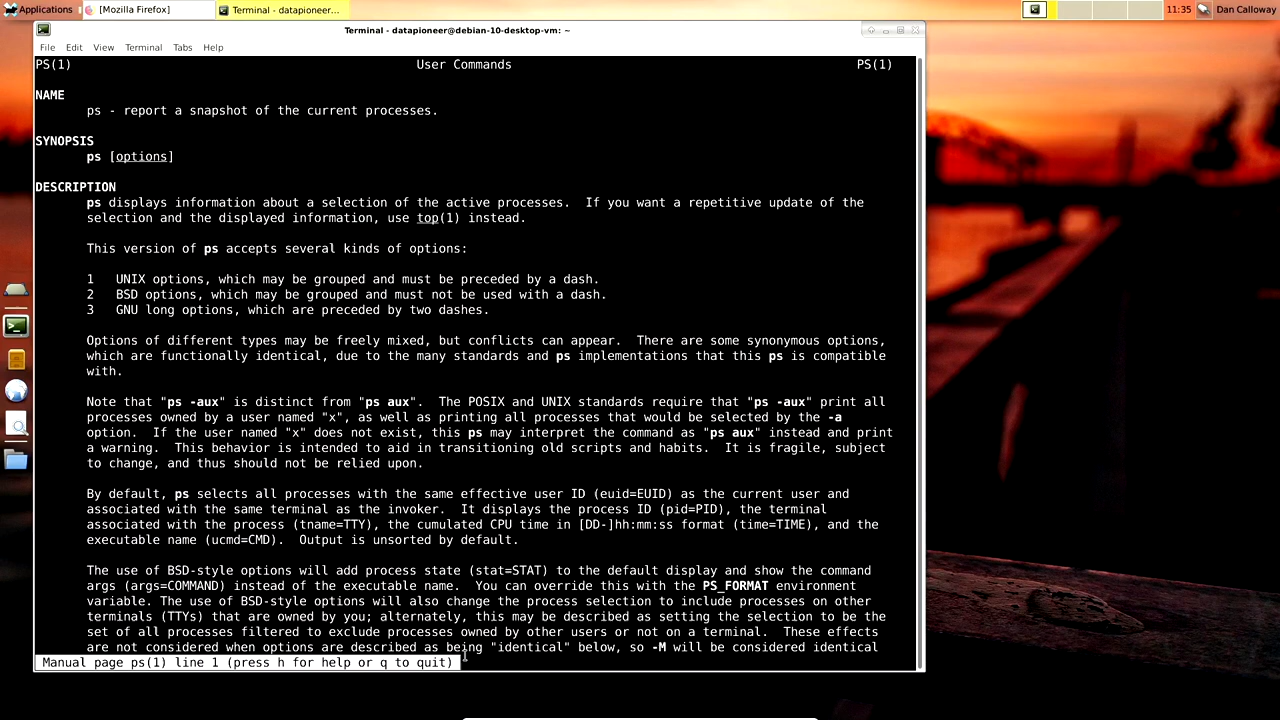 Applications
[Mozilla Firefox]
Terminal - datapioneer...
11:35
Dan Calloway
Terminal - datapioneer@debian-10-desktop-vm: ~
File Edit View Terminal Tabs Help
PS(1) User Commands PS(1)
NAME
ps - report a snapshot of the current processes.
SYNOPSIS
ps [options]
DESCRIPTION
ps displays information about a selection of the active processes.  If you want a repetitive update of the
selection and the displayed information, use top(1) instead.
This version of ps accepts several kinds of options:
1   UNIX options, which may be grouped and must be preceded by a dash.
2   BSD options, which may be grouped and must not be used with a dash.
3   GNU long options, which are preceded by two dashes.
Options of different types may be freely mixed, but conflicts can appear.  There are some synonymous options,
which are functionally identical, due to the many standards and ps implementations that this ps is compatible
with.
Note that "ps -aux" is distinct from "ps aux".  The POSIX and UNIX standards require that "ps -aux" print all
processes owned by a user named "x", as well as printing all processes that would be selected by the -a
option.  If the user named "x" does not exist, this ps may interpret the command as "ps aux" instead and print
a warning.  This behavior is intended to aid in transitioning old scripts and habits.  It is fragile, subject
to change, and thus should not be relied upon.
By default, ps selects all processes with the same effective user ID (euid=EUID) as the current user and
associated with the same terminal as the invoker.  It displays the process ID (pid=PID), the terminal
associated with the process (tname=TTY), the cumulated CPU time in [DD-]hh:mm:ss format (time=TIME), and the
executable name (ucmd=CMD).  Output is unsorted by default.
The use of BSD-style options will add process state (stat=STAT) to the default display and show the command
args (args=COMMAND) instead of the executable name.  You can override this with the PS_FORMAT environment
variable. The use of BSD-style options will also change the process selection to include processes on other
terminals (TTYs) that are owned by you; alternately, this may be described as setting the selection to be the
set of all processes filtered to exclude processes owned by other users or not on a terminal.  These effects
are not considered when options are described as being "identical" below, so -M will be considered identical
Manual page ps(1) line 1 (press h for help or q to quit)